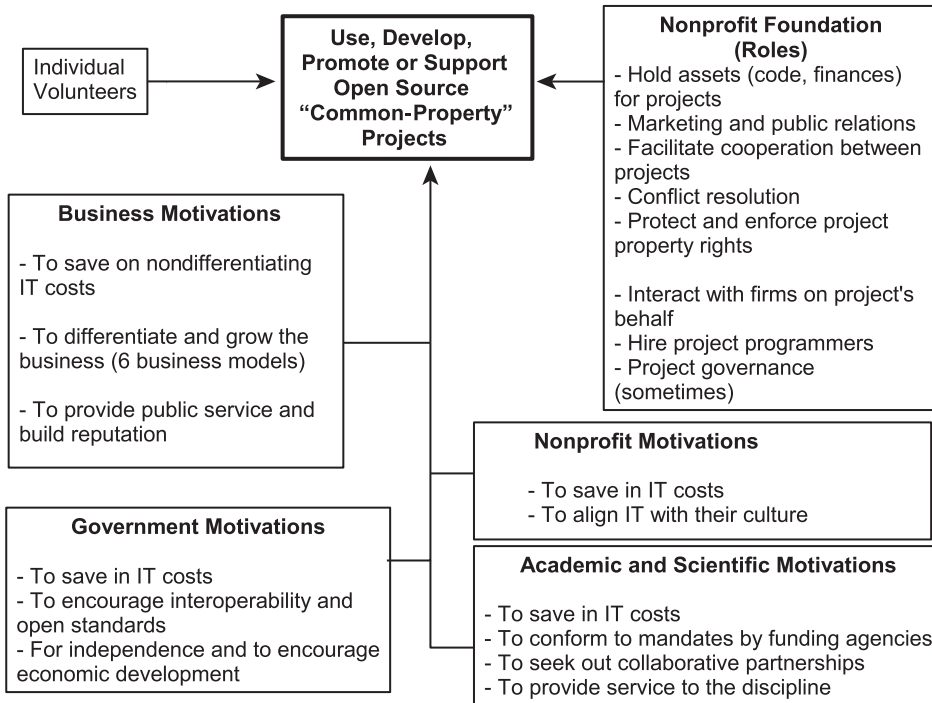 Individual
Volunteers
Use, Develop,
Promote or Support
Open Source
“Common-Property”
Projects
Nonprofit Foundation
(Roles)
- Hold assets (code, finances)
for projects
- Marketing and public relations
- Facilitate cooperation between
projects
- Conflict resolution
- Protect and enforce project
property rights
- Interact with firms on project's
behalf
- Hire project programmers
- Project governance
(sometimes)
Business Motivations
- To save on nondifferentiating
IT costs
- To differentiate and grow the
business (6 business models)
- To provide public service and
build reputation
Nonprofit Motivations
- To save in IT costs
- To align IT with their culture
Government Motivations
- To save in IT costs
- To encourage interoperability and
open standards
- For independence and to encourage
economic development
Academic and Scientific Motivations
- To save in IT costs
- To conform to mandates by funding agencies
- To seek out collaborative partnerships
- To provide service to the discipline